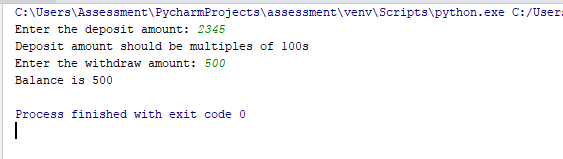 C:\Users\Assessment\PycharmProjects\assessment\venv\Scripts\python.exe C:/User
Enter the deposit amount: 2345
Deposit amount should be multiples of 100s
Enter the withdraw amount: 500
Balance is 500
Process finished with exit code 0